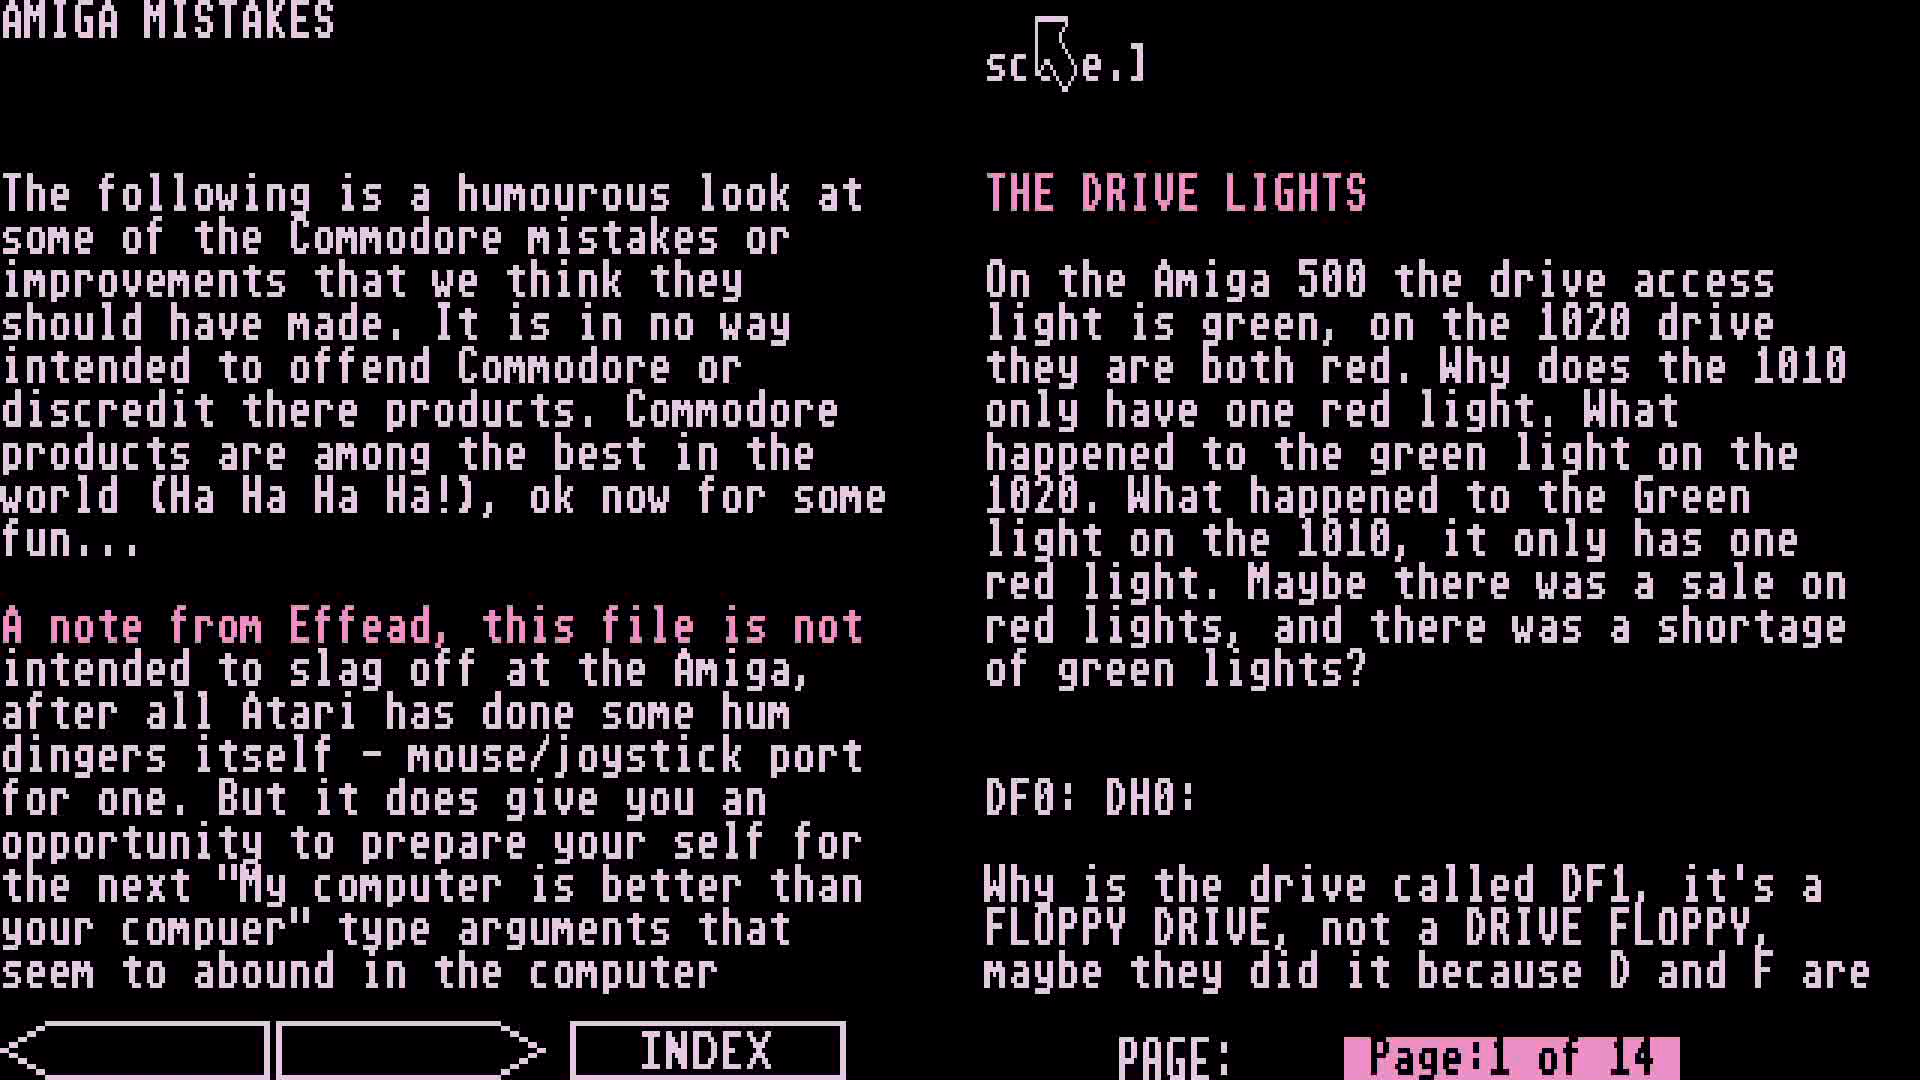 AMIGA MISTAKES
The following is a humourous look at
some of the Commodore mistakes or
improvements that we think they
should have made. It is in no way
intended to offend Commodore or
discredit there products. Commodore
products are among the best in the
world (Ha Ha Ha Ha!), ok now for some
fun...
A note from Effead, this file is not
intended to slag off at the Amiga,
after all Atari has done some hum
dingers itself - mouse/joystick port
for one. But it does give you an
opportunity to prepare your self for
the next "My computer is better than
your compuer" type arguments that
seem to abound in the computer
THE DRIVE LIGHTS
On the Amiga 500 the drive access
light is green, on the 1020 drive
they are both red. Why does the 1010
only have one red light. What
happened to the green light on the
1020. What happened to the Green
light on the 1010, it only has one
red light. Maybe there was a sale on
red lights, and there was a shortage
of green lights?
DF0: DH0:
Why is the drive called DF1, it's a
FLOPPY DRIVE, not a DRIVE FLOPPY,
maybe they did it because D and F are
INDEX
PAGE:
Page:1 of 14